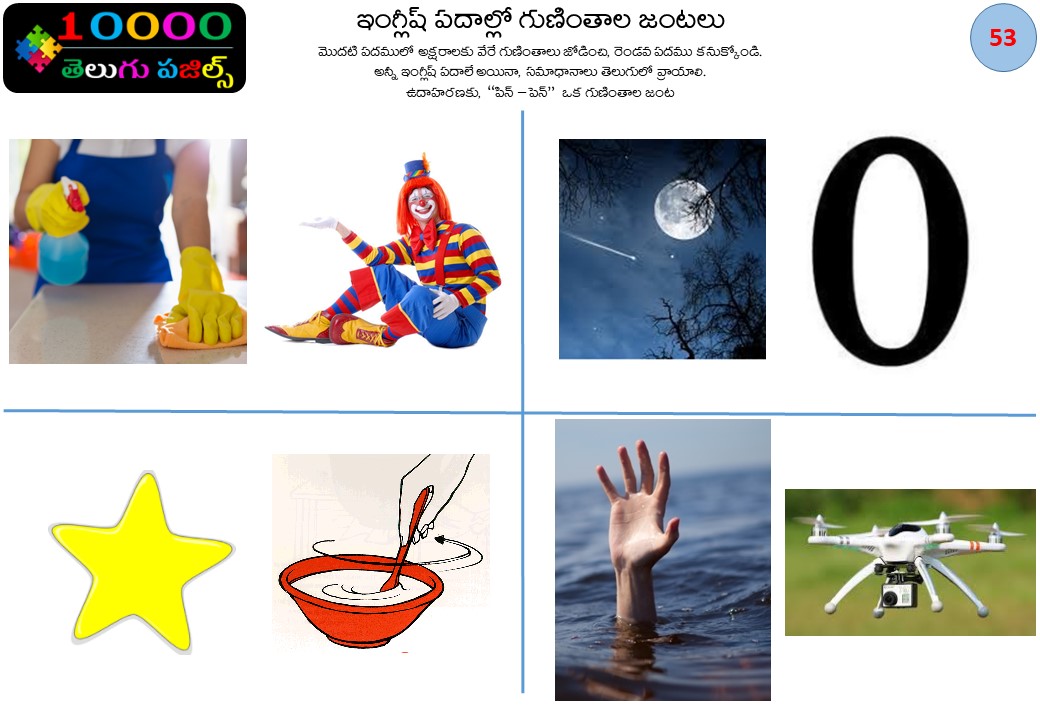 10000
తెలుగు పజిల్స్
ఇంగ్లీష్ పదాల్లో గుణింతాల జంటలు
53
మొదటి పదములో అక్షరాలకు వేరే గుణింతాలు జోడించి, రెండవ పదము కనుక్కోండి.
అన్నీ ఇంగ్లీష్ పదాలే అయినా, సమాధానాలు తెలుగులో వ్రాయాలి.
ఉదాహరణకు, “పిన్ – పెన్” ఒక గుణింతాల జంట
0